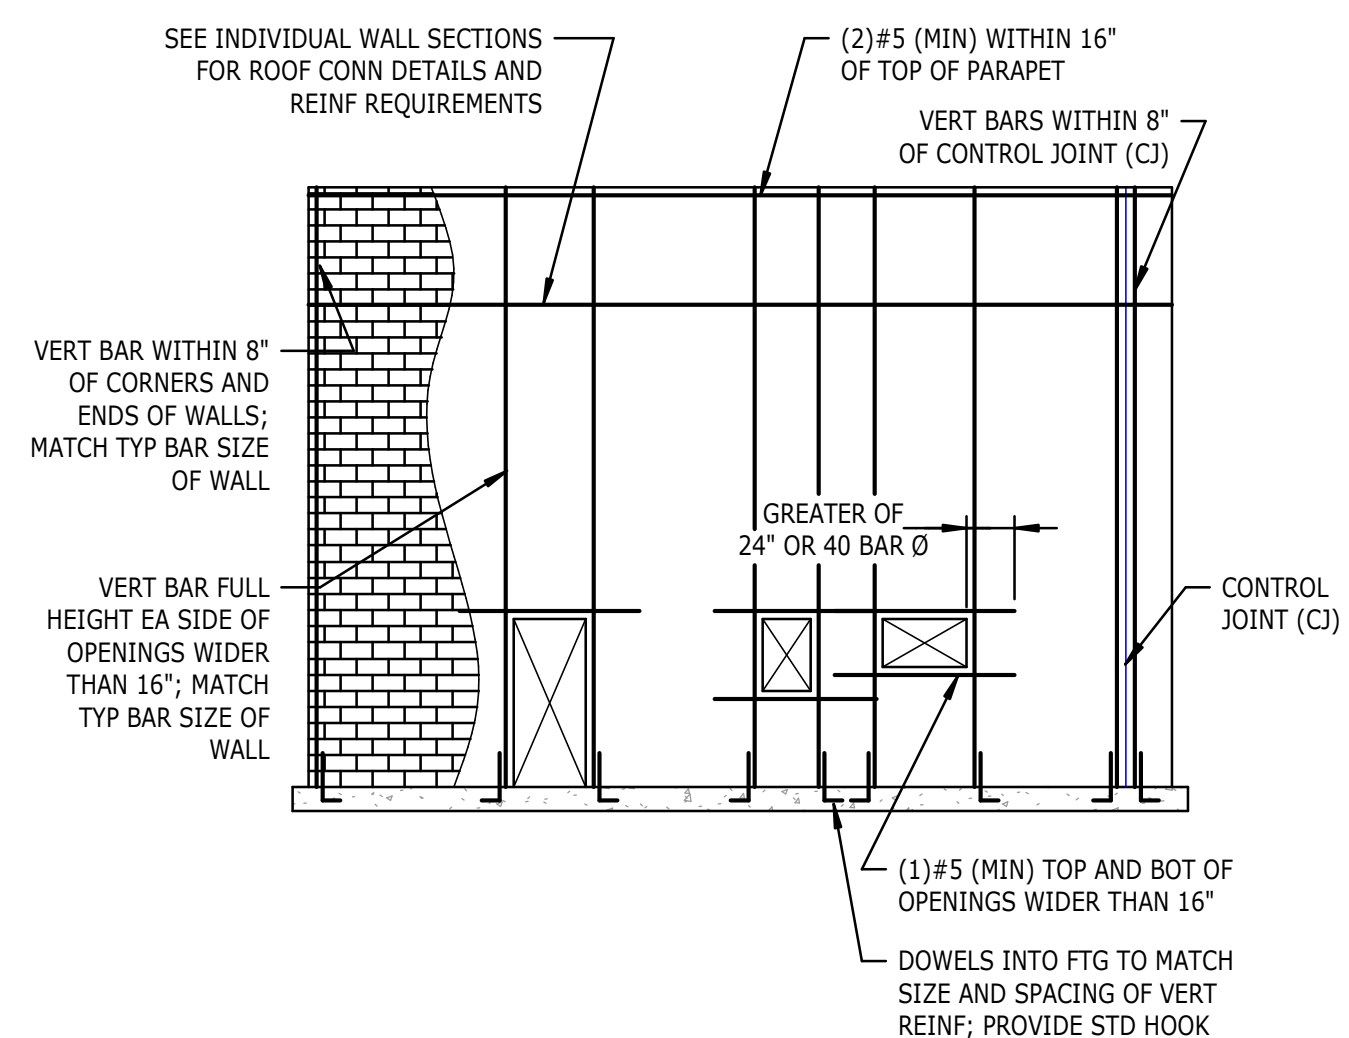 SEE INDIVIDUAL WALL SECTIONS
FOR ROOF CONN DETAILS AND
REINF REQUIREMENTS
(2)#5 (MIN) WITHIN 16"
OF TOP OF PARAPET
VERT BARS WITHIN 8"
OF CONTROL JOINT (CJ)
VERT BAR WITHIN 8"
OF CORNERS AND
ENDS OF WALLS;
MATCH TYP BAR SIZE
OF WALL
GREATER OF
24" OR 40 BAR Ø
VERT BAR FULL
HEIGHT EA SIDE OF
OPENINGS WIDER
THAN 16"; MATCH
TYP BAR SIZE OF
WALL
CONTROL
JOINT (CJ)
(1)#5 (MIN) TOP AND BOT OF
OPENINGS WIDER THAN 16"
DOWELS INTO FTG TO MATCH
SIZE AND SPACING OF VERT
REINF; PROVIDE STD HOOK